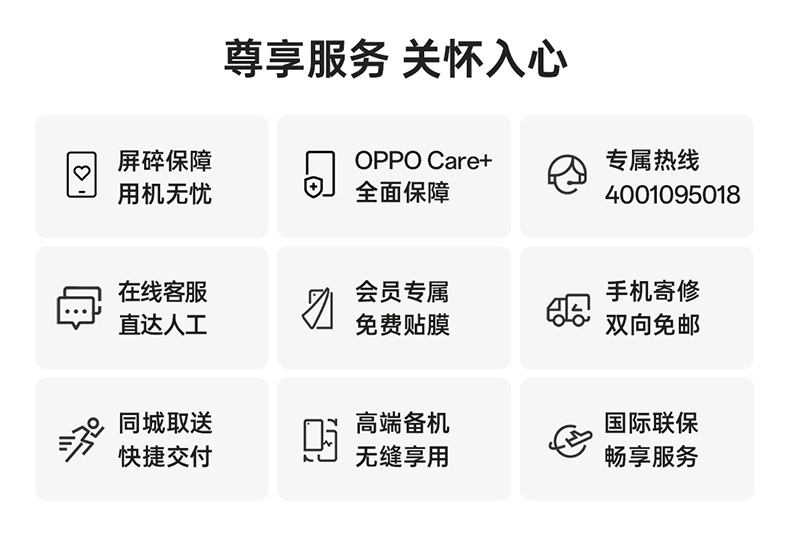 尊享服务 关怀入心
屏碎保障
用机无忧
OPPO Care+
全面保障
专属热线
4001095018
在线客服
直达人工
会员专属
免费贴膜
手机寄修
双向免邮
同城取送
快捷交付
高端备机
无缝享用
国际联保
畅享服务